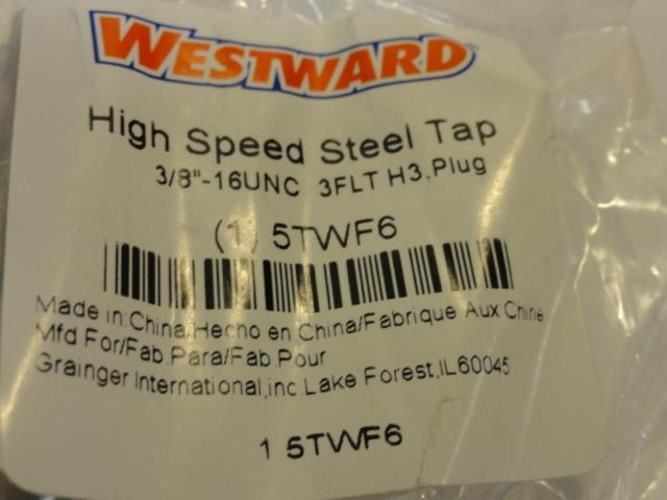 WESTWARD
High Speed Steel Tap
3/8"-16UNC 3FLT H3.Plug
(1) 5TWF6
Made in China/Hecho en China/Fabrique Aux Chine
Mfd For/Fab Para/Fab Pour
Grainger International,inc Lake Forest,IL60045
1 5TWF6